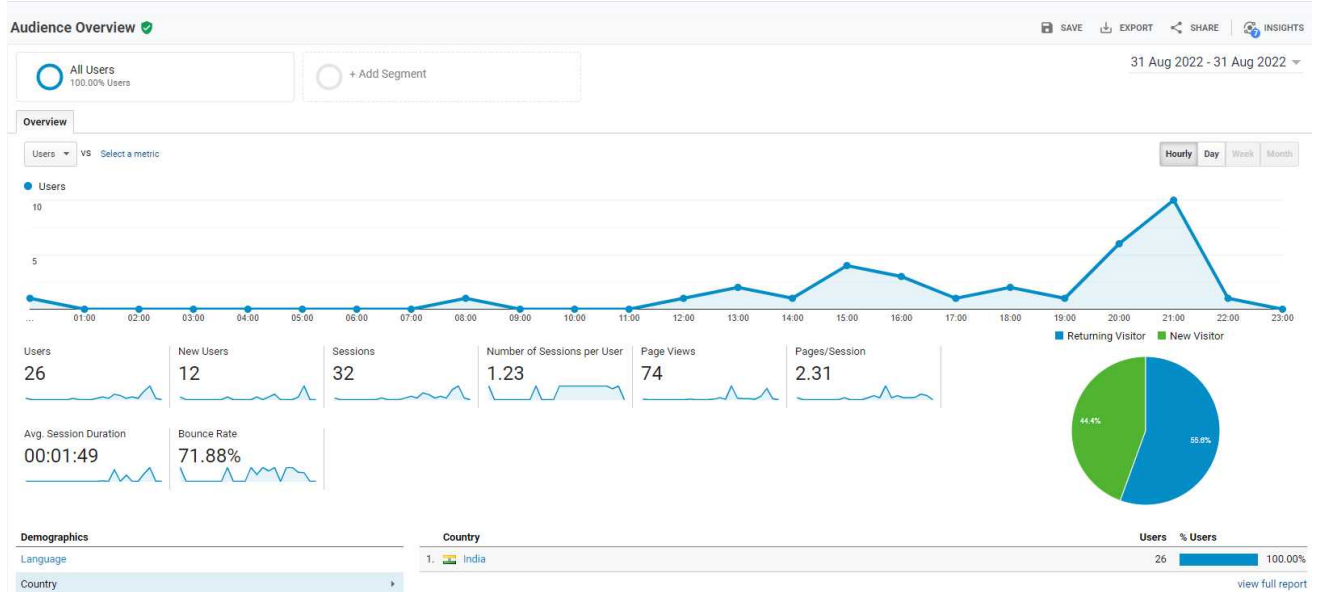 Audience Overview
SAVE EXPORT SHARE INSIGHTS
7
All Users
100.00% Users
+ Add Segment
31 Aug 2022 - 31 Aug 2022
Overview
Users VS Select a metric
Hourly Day Week Month
Users
10
5
... 01:00 02:00 03:00 04:00 05:00 06:00 07:00 08:00 09:00 10:00 11:00 12:00 13:00 14:00 15:00 16:00 17:00 18:00 19:00 20:00 21:00 22:00 23:00
Returning Visitor New Visitor
Users New Users Sessions Number of Sessions per User Page Views Pages/Session
26 12 32 1.23 74 2.31
44.4%
55.6%
Avg. Session Duration Bounce Rate
00:01:49 71.88%
Demographics Country Users % Users
Language 1. India 26 100.00%
Country view full report